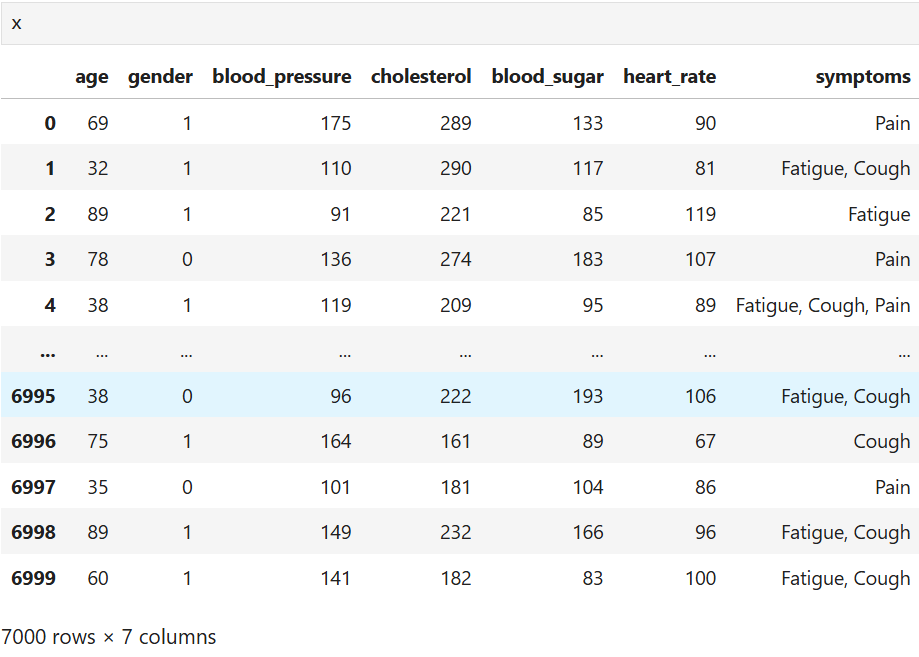 x
age gender blood_pressure cholesterol blood_sugar heart_rate symptoms
0 69 1 175 289 133 90 Pain
1 32 1 110 290 117 81 Fatigue, Cough
2 89 1 91 221 85 119 Fatigue
3 78 0 136 274 183 107 Pain
4 38 1 119 209 95 89 Fatigue, Cough, Pain
... ... ... ... ... ... ... ...
6995 38 0 96 222 193 106 Fatigue, Cough
6996 75 1 164 161 89 67 Cough
6997 35 0 101 181 104 86 Pain
6998 89 1 149 232 166 96 Fatigue, Cough
6999 60 1 141 182 83 100 Fatigue, Cough
7000 rows × 7 columns